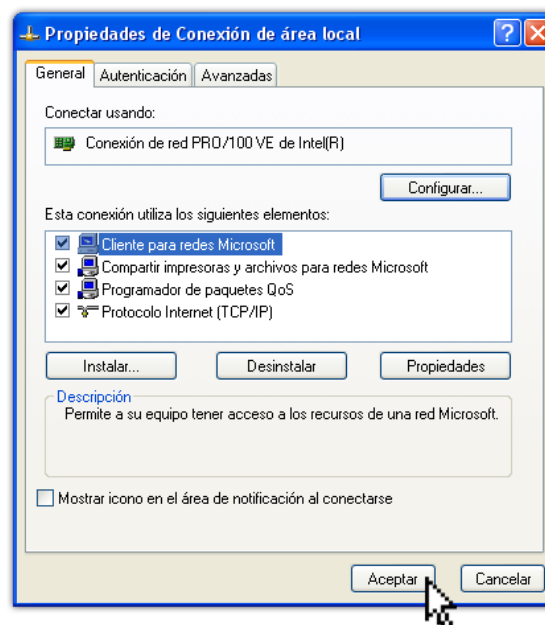 Propiedades de Conexión de área local
General Autenticación Avanzadas
Conectar usando:
Conexión de red PRO/100 VE de Intel(R)
Configurar...
Esta conexión utiliza los siguientes elementos:
Cliente para redes Microsoft
Compartir impresoras y archivos para redes Microsoft
Programador de paquetes QoS
Protocolo Internet (TCP/IP)
Instalar... Desinstalar Propiedades
Descripción
Permite a su equipo tener acceso a los recursos de una red Microsoft.
Mostrar icono en el área de notificación al conectarse
Aceptar Cancelar